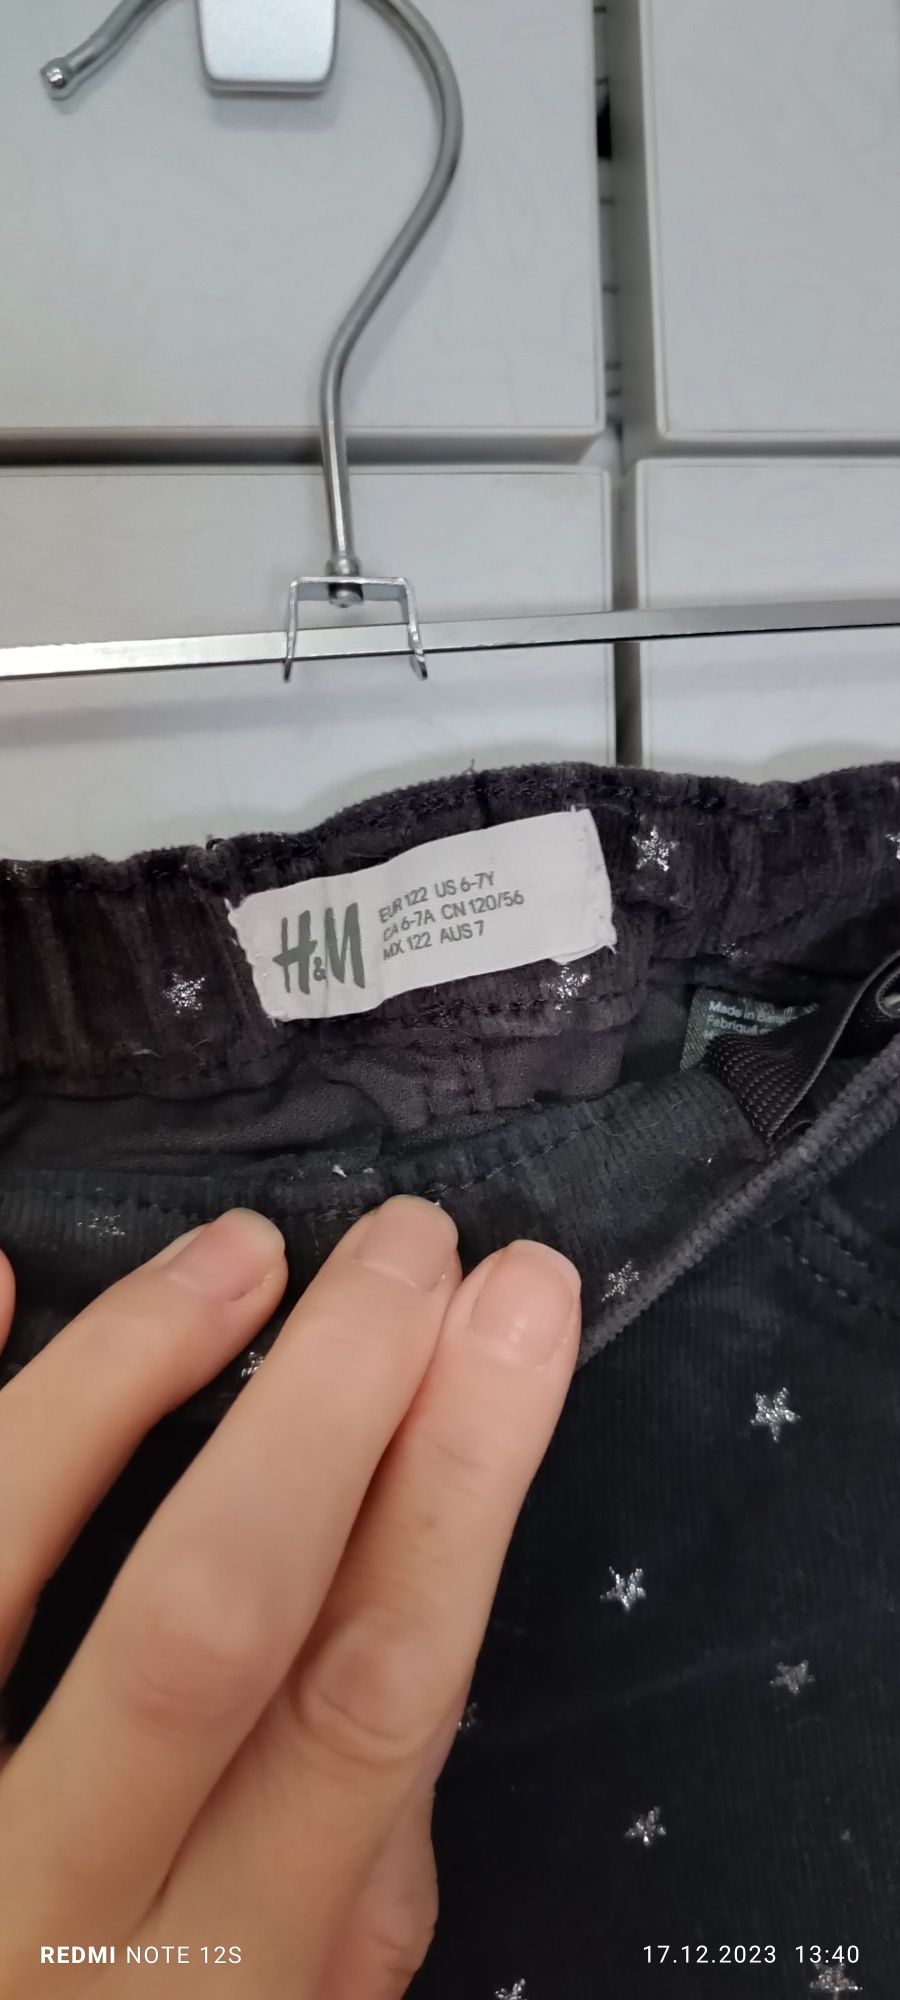 H&M
EUR 122 US 6-7Y
CA 6-7A CN 120/56
MX 122 AUS 7
Made in
Fabriqué
REDMI NOTE 12S
17.12.2023 13:40